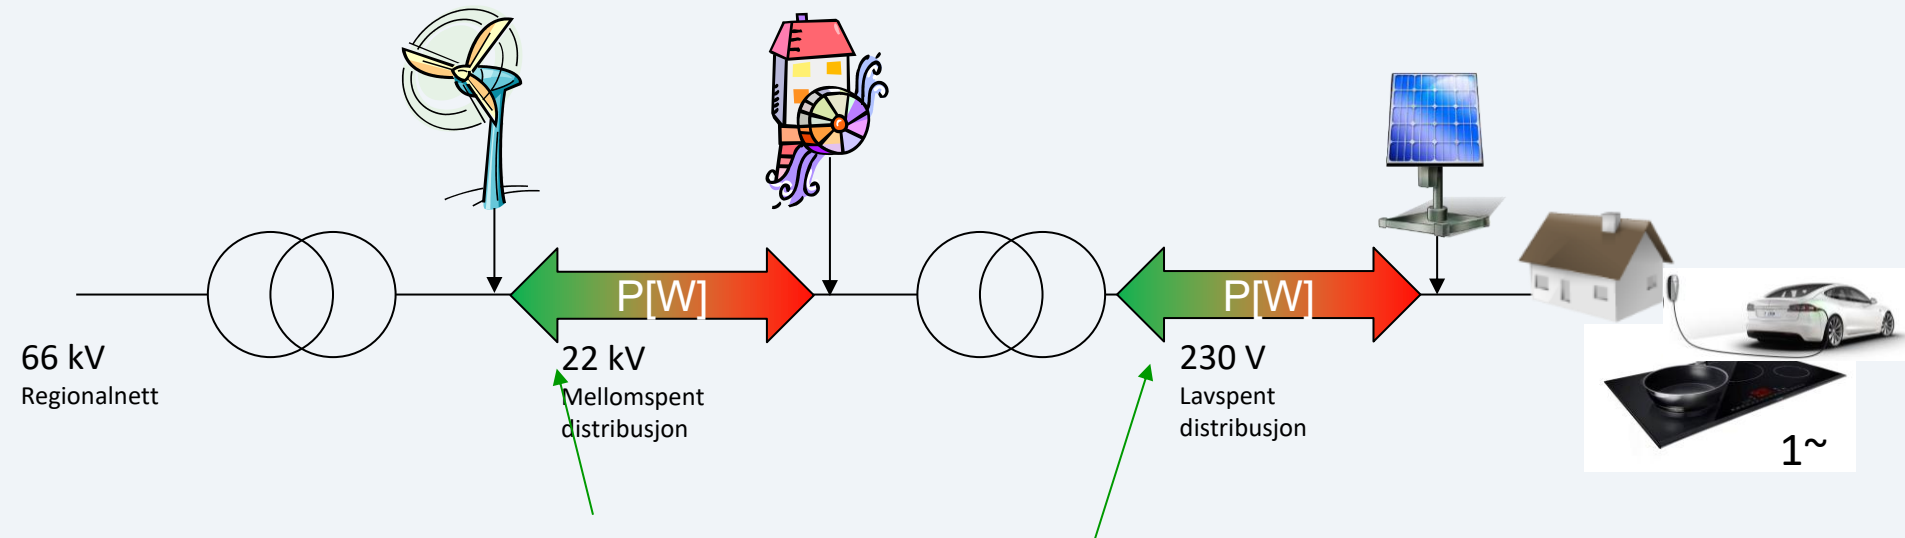 P[W]
P[W]
66 kV
Regionalnett
22 kV
Mellomspent
distribusjon
230 V
Lavspent
distribusjon
1~